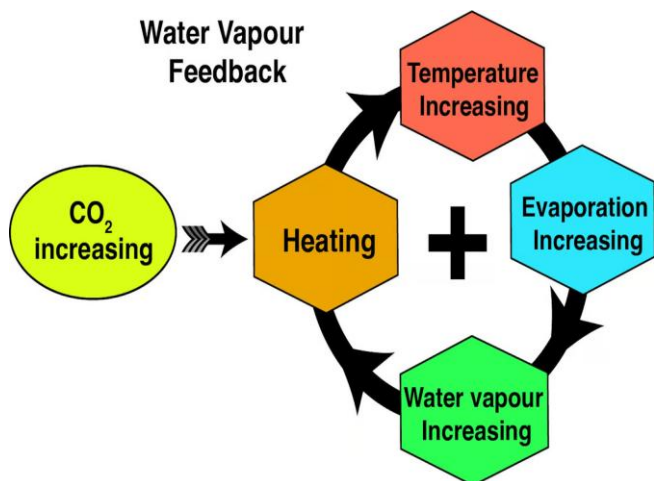 Water Vapour
Feedback
Temperature
Increasing
CO₂
increasing
Heating
+
Evaporation
Increasing
Water vapour
Increasing